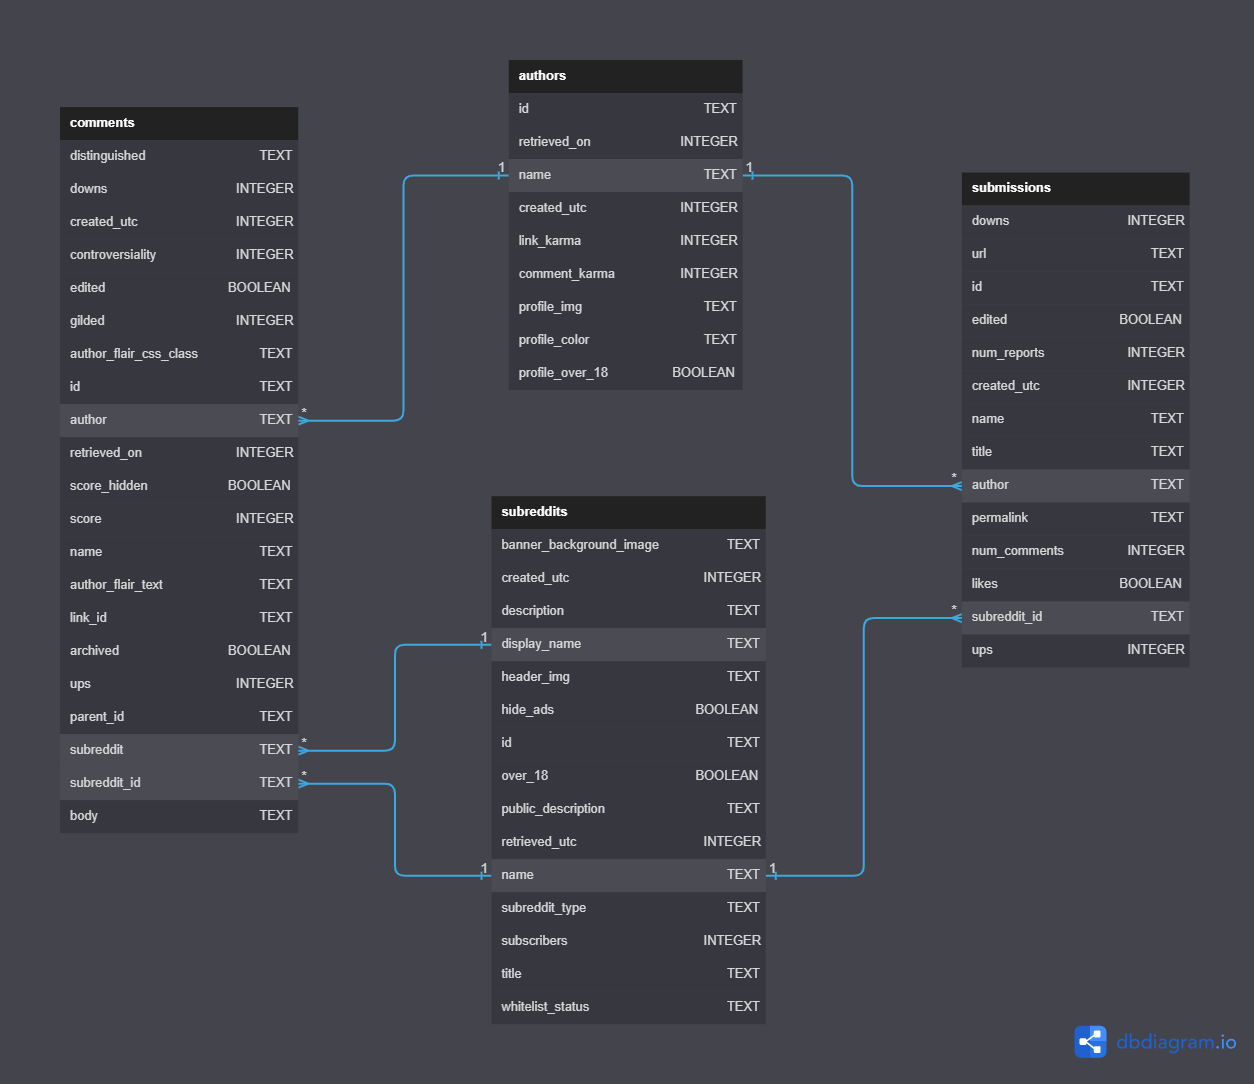 authors
id TEXT
retrieved_on INTEGER
1 name TEXT 1
created_utc INTEGER
link_karma INTEGER
comment_karma INTEGER
profile_img TEXT
profile_color TEXT
profile_over_18 BOOLEAN
comments
distinguished TEXT
downs INTEGER
created_utc INTEGER
controversiality INTEGER
edited BOOLEAN
gilded INTEGER
author_flair_css_class TEXT
id TEXT
author TEXT *
retrieved_on INTEGER
score_hidden BOOLEAN
score INTEGER
name TEXT
author_flair_text TEXT
link_id TEXT
archived BOOLEAN
ups INTEGER
parent_id TEXT
subreddit TEXT *
subreddit_id TEXT *
body TEXT
subreddits
banner_background_image TEXT
created_utc INTEGER
description TEXT
1 display_name TEXT
header_img TEXT
hide_ads BOOLEAN
id TEXT
over_18 BOOLEAN
public_description TEXT
retrieved_utc INTEGER
1 name TEXT 1
subreddit_type TEXT
subscribers INTEGER
title TEXT
whitelist_status TEXT
submissions
downs INTEGER
url TEXT
id TEXT
edited BOOLEAN
num_reports INTEGER
created_utc INTEGER
name TEXT
title TEXT
* author TEXT
permalink TEXT
num_comments INTEGER
likes BOOLEAN
* subreddit_id TEXT
ups INTEGER
dbdiagram.io